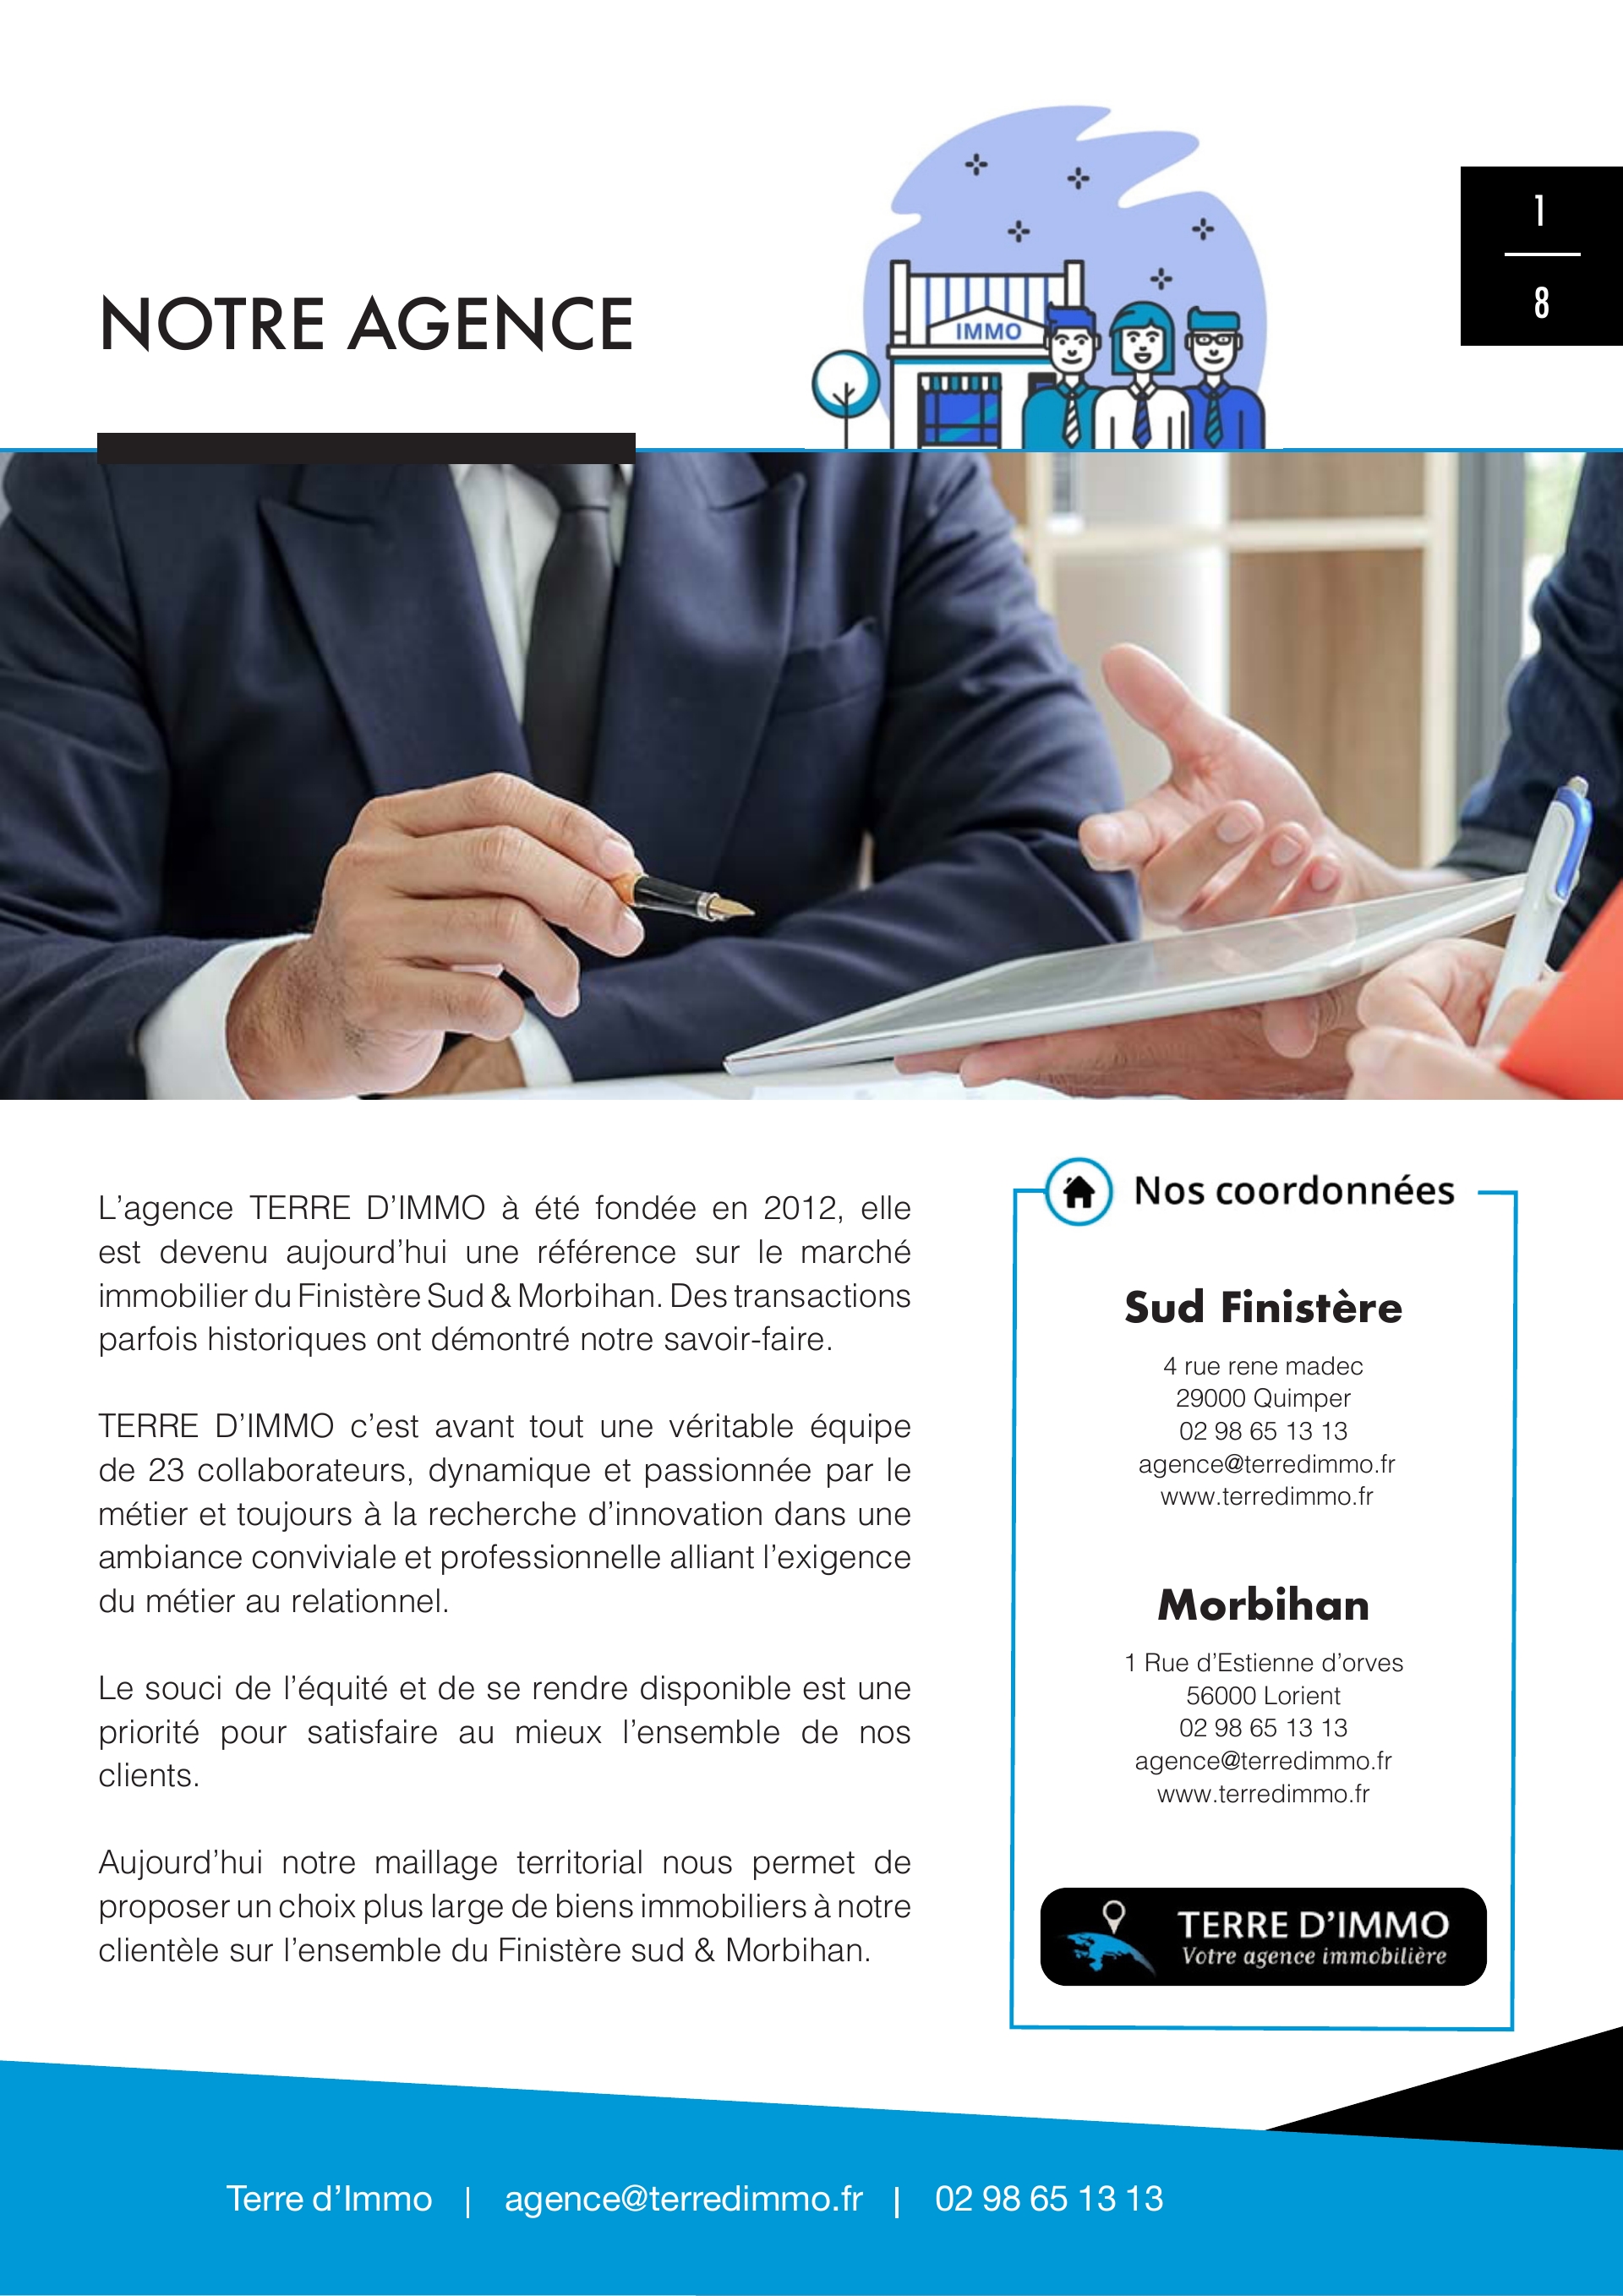 1
8
NOTRE AGENCE
IMMO
L’agence TERRE D’IMMO à été fondée en 2012, elle
est devenu aujourd’hui une référence sur le marché
immobilier du Finistère Sud & Morbihan. Des transactions
parfois historiques ont démontré notre savoir-faire.
TERRE D’IMMO c’est avant tout une véritable équipe
de 23 collaborateurs, dynamique et passionnée par le
métier et toujours à la recherche d’innovation dans une
ambiance conviviale et professionnelle alliant l’exigence
du métier au relationnel.
Le souci de l’équité et de se rendre disponible est une
priorité pour satisfaire au mieux l’ensemble de nos
clients.
Aujourd’hui notre maillage territorial nous permet de
proposer un choix plus large de biens immobiliers à notre
clientèle sur l’ensemble du Finistère sud & Morbihan.
Nos coordonnées
Sud Finistère
4 rue rene madec
29000 Quimper
02 98 65 13 13
agence@terredimmo.fr
www.terredimmo.fr
Morbihan
1 Rue d’Estienne d’orves
56000 Lorient
02 98 65 13 13
agence@terredimmo.fr
www.terredimmo.fr
TERRE D’IMMO
Votre agence immobilière
Terre d’Immo | agence@terredimmo.fr | 02 98 65 13 13